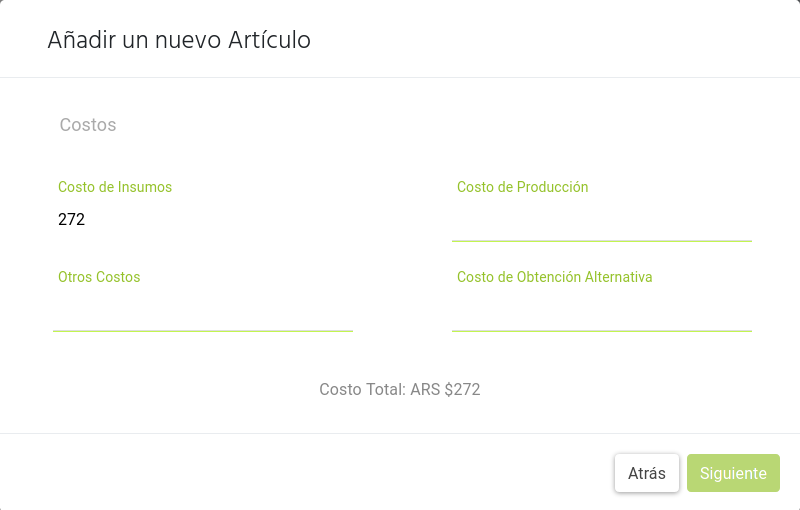 Añadir un nuevo Artículo
Costos
Costo de Insumos
272
Costo de Producción
Otros Costos
Costo de Obtención Alternativa
Costo Total: ARS $272
Atrás
Siguiente